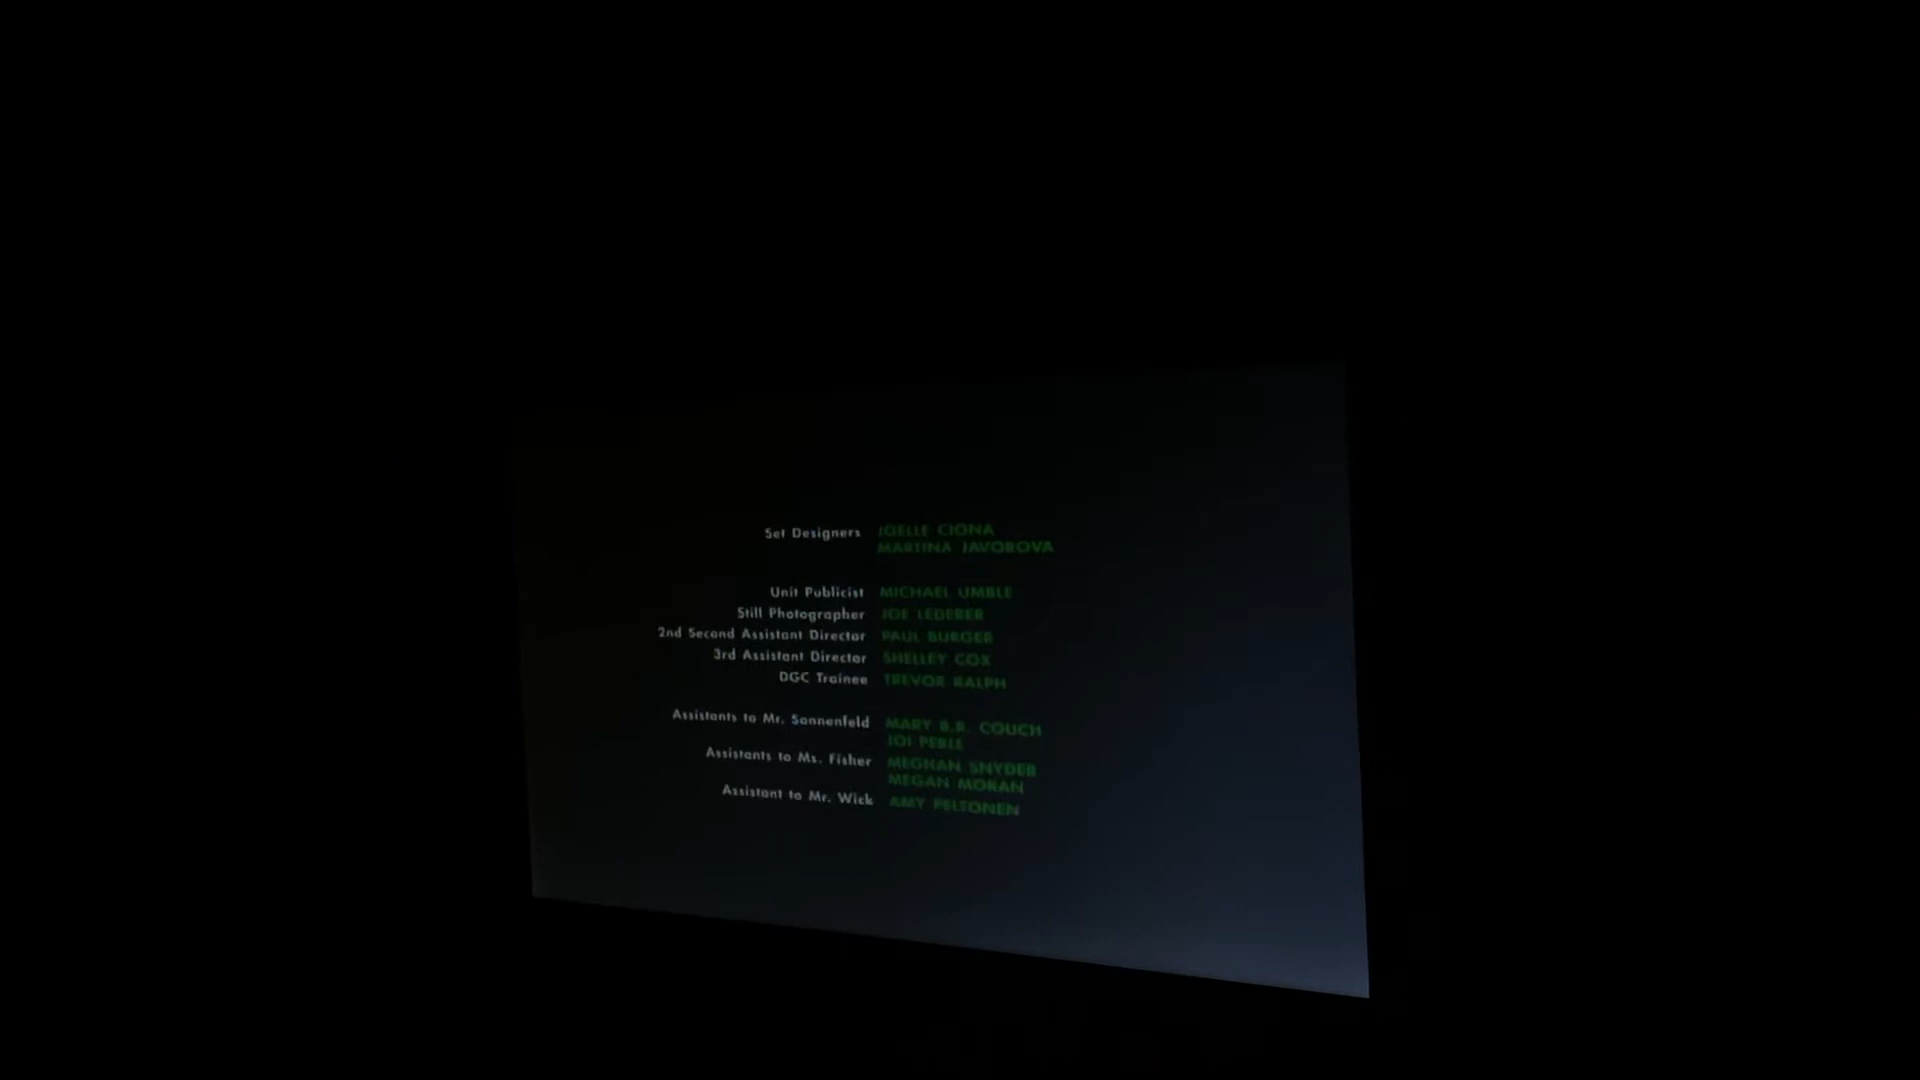 Set Designers JOELLE CIONA
MARTINA JAVOROVA
Unit Publicist MICHAEL UMBLE
Still Photographer JOE LEDERER
2nd Second Assistant Director PAUL BURGER
3rd Assistant Director SHELLEY COX
DGC Trainee TREVOR RALPH
Assistants to Mr. Sonnenfeld MARY B.R. COUCH
JOI PERLE
Assistants to Ms. Fisher MEGHAN SNYDER
MEGAN MORAN
Assistant to Mr. Wick AMY PELTONEN